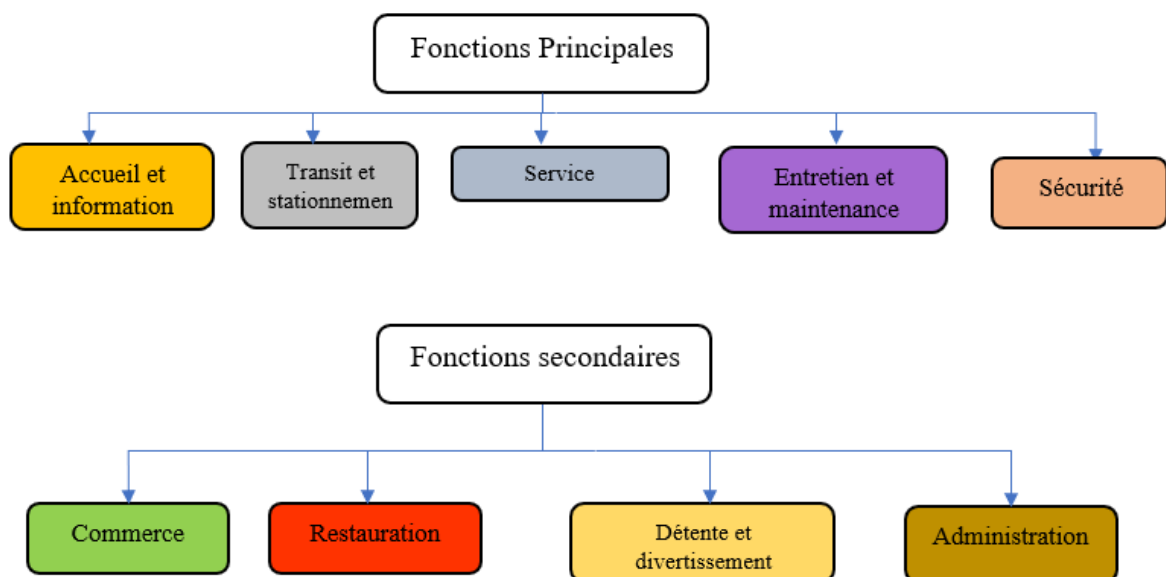 Fonctions Principales
Accueil et
information
Transit et
stationnemen
Service
Entretien et
maintenance
Sécurité
Fonctions secondaires
Commerce
Restauration
Détente et
divertissement
Administration